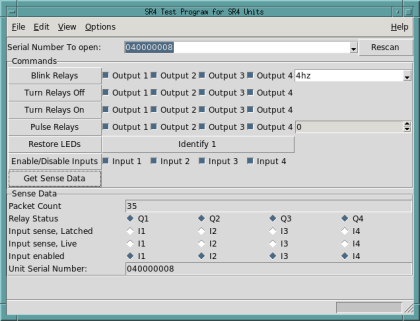 SR4 Test Program for SR4 Units
File Edit View Options Help
Serial Number To open: 040000008 Rescan
Commands
Blink Relays Output 1 Output 2 Output 3 Output 4 4hz
Turn Relays Off Output 1 Output 2 Output 3 Output 4
Turn Relays On Output 1 Output 2 Output 3 Output 4
Pulse Relays Output 1 Output 2 Output 3 Output 4 0
Restore LEDs Identify 1
Enable/Disable Inputs Input 1 Input 2 Input 3 Input 4
Get Sense Data
Sense Data
Packet Count 35
Relay Status Q1 Q2 Q3 Q4
Input sense, Latched I1 I2 I3 I4
Input sense, Live I1 I2 I3 I4
Input enabled I1 I2 I3 I4
Unit Serial Number: 040000008